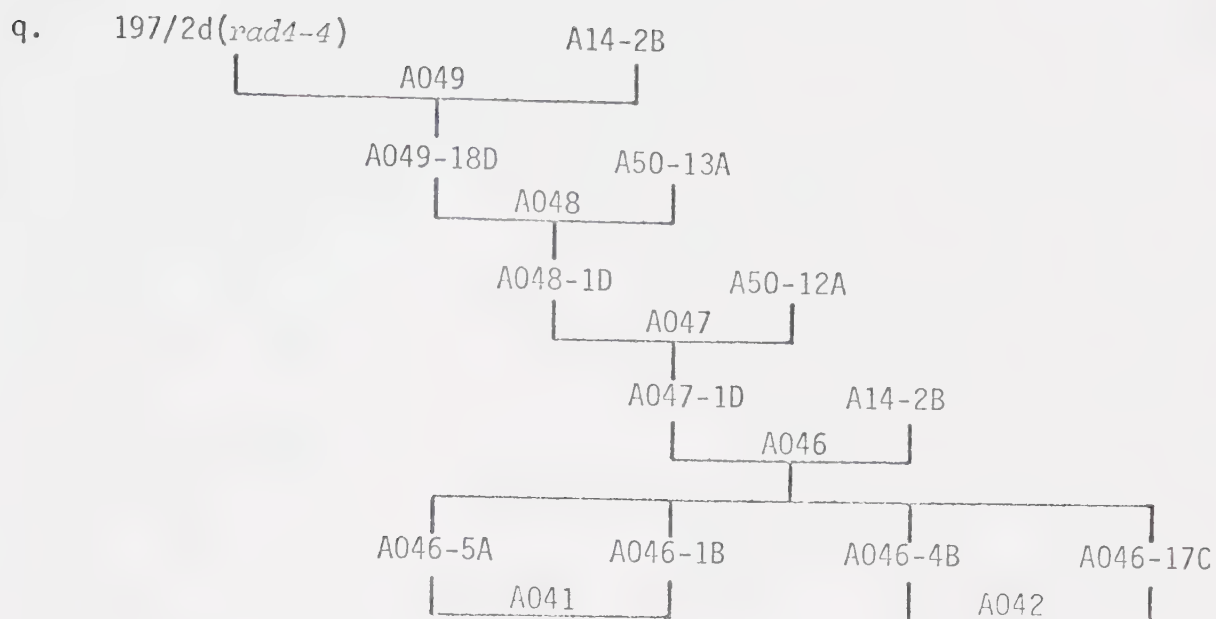 q. 197/2d(rad4-4) A14-2B
A049
A049-18D A50-13A
A048
A048-1D A50-12A
A047
A047-1D A14-2B
A046
A046-5A A046-1B A046-4B A046-17C
A041 A042